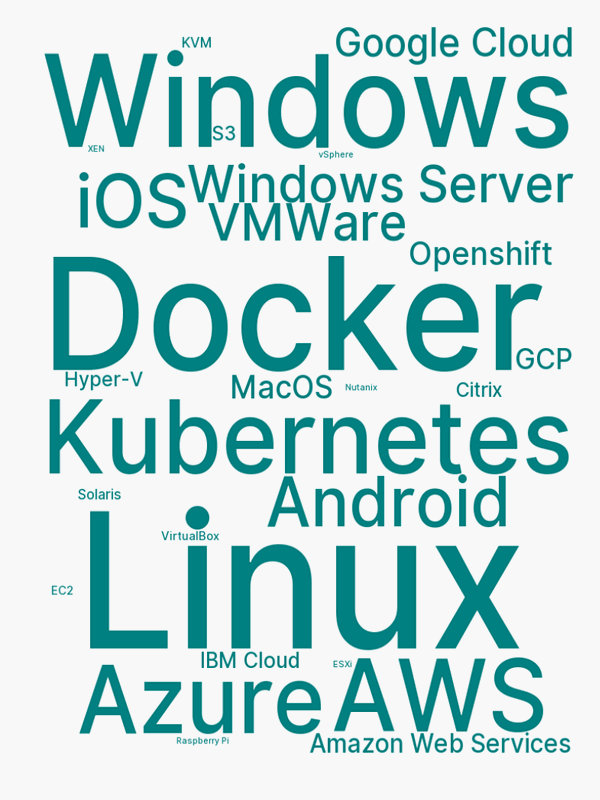 KVM
Google Cloud
Windows
S3
XEN
vSphere
iOS
Windows Server
VMWare
Openshift
Docker
GCP
Hyper-V
MacOS
Nutanix
Citrix
Kubernetes
Android
Solaris
Linux
VirtualBox
EC2
IBM Cloud
ESXi
Azure
AWS
Raspberry Pi
Amazon Web Services